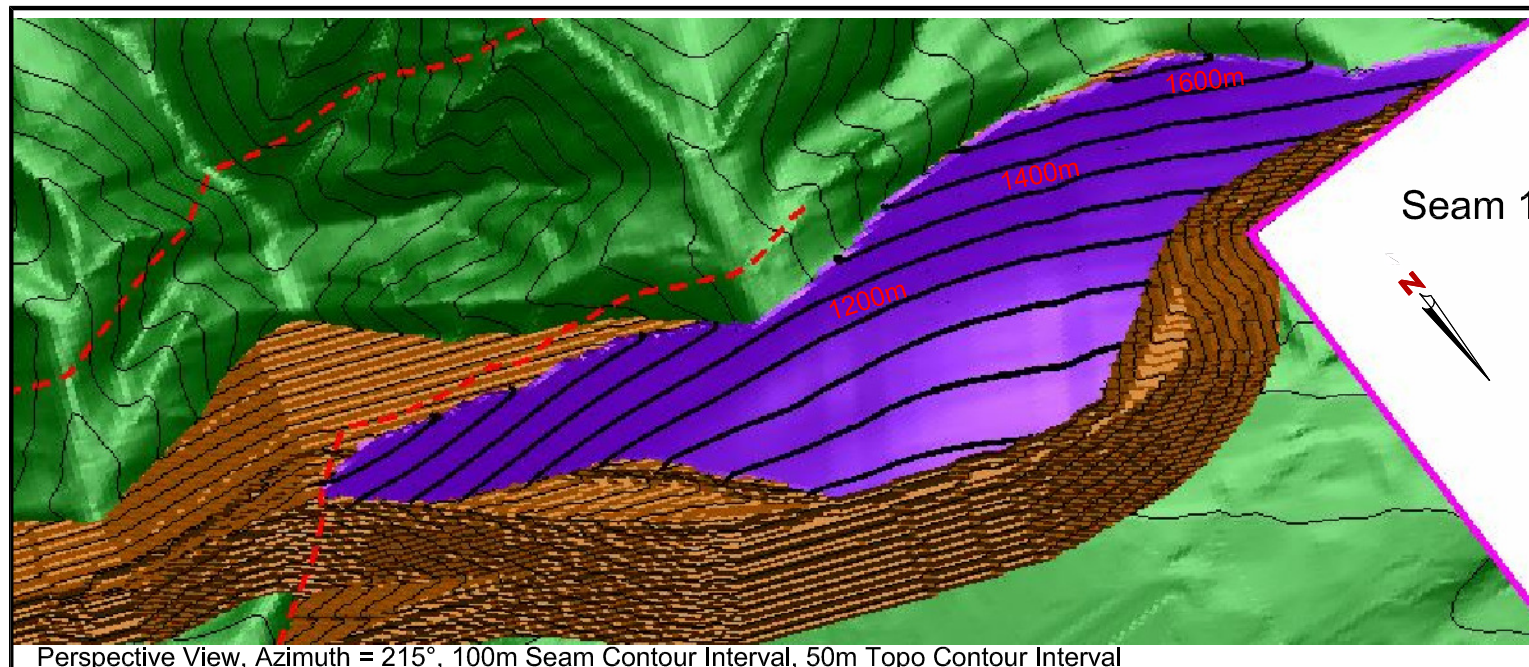 1600m
1400m
Seam 1
N
1200m
Perspective View, Azimuth = 215°, 100m Seam Contour Interval, 50m Topo Contour Interval